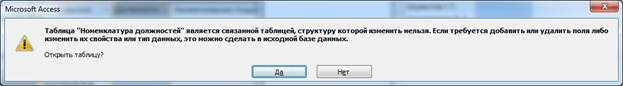 Microsoft Access
Таблица "Номенклатура должностей" является связанной таблицей, структуру которой изменить нельзя. Если требуется добавить или удалить поля либо
изменить их свойства или тип данных, это можно сделать в исходной базе данных.
Открыть таблицу?
Да
Нет